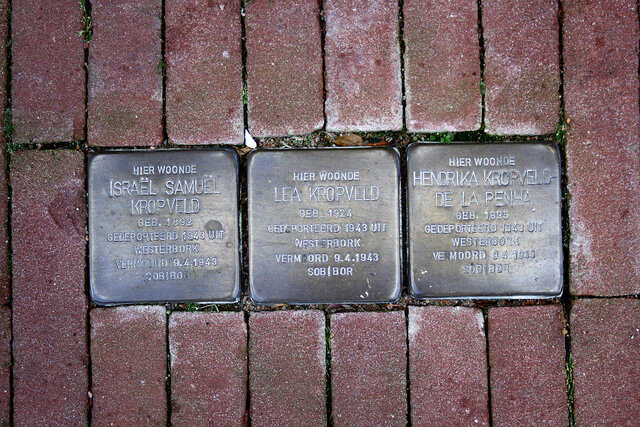 HIER WOONDE
ISRAËL SAMUEL
KROPVELD
GEB. 1892
GEDEPORTEERD 1943 UIT
WESTERBORK
VERMOORD 9.4.1943
SOBIBOR
HIER WOONDE
LEA KROPVELD
GEB. 1924
GEDEPORTEERD 1943 UIT
WESTERBORK
VERMOORD 9.4.1943
SOBIBOR
HIER WOONDE
HENDRIKA KROPVELD-
DE LA PENHA
GEB. 1895
GEDEPORTEERD 1943 UIT
WESTERBORK
VERMOORD 9.4.1943
SOBIBOR